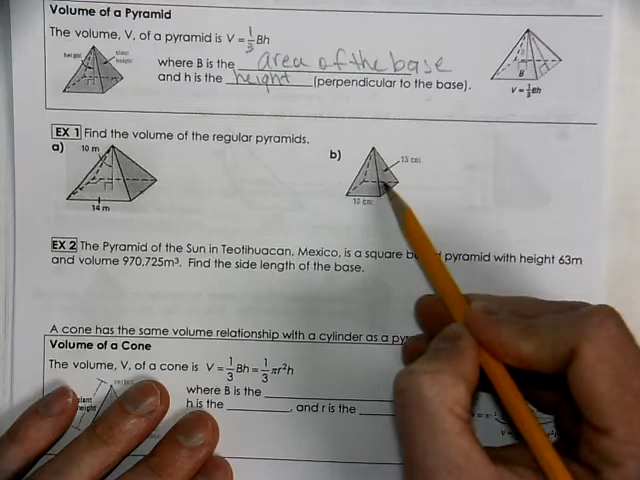 Volume of a Pyramid
The volume, V, of a pyramid is V = 1/3 Bh
height
slant height
where B is the area of the base
and h is the height (perpendicular to the base).
B
V = 1/3 Bh
EX 1 Find the volume of the regular pyramids.
a)
10 m
14 m
b)
13 cm
10 cm
EX 2 The Pyramid of the Sun in Teotihuacan, Mexico, is a square pyramid with height 63m
and volume 970,725m³. Find the side length of the base.
A cone has the same volume relationship with a cylinder as a
Volume of a Cone
The volume, V, of a cone is V = 1/3 Bh = 1/3 πr²h
slant height
where B is the
h is the , and r is the